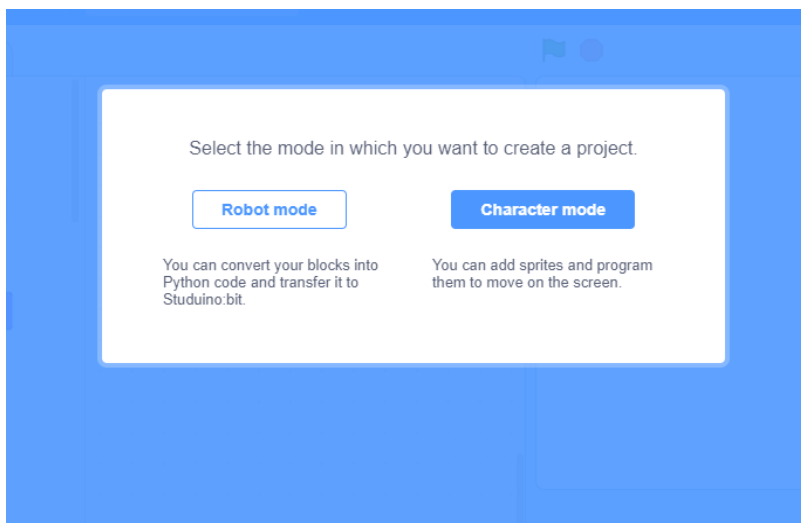 Select the mode in which you want to create a project.
Robot mode
Character mode
You can convert your blocks into
Python code and transfer it to
Studuino:bit.
You can add sprites and program
them to move on the screen.